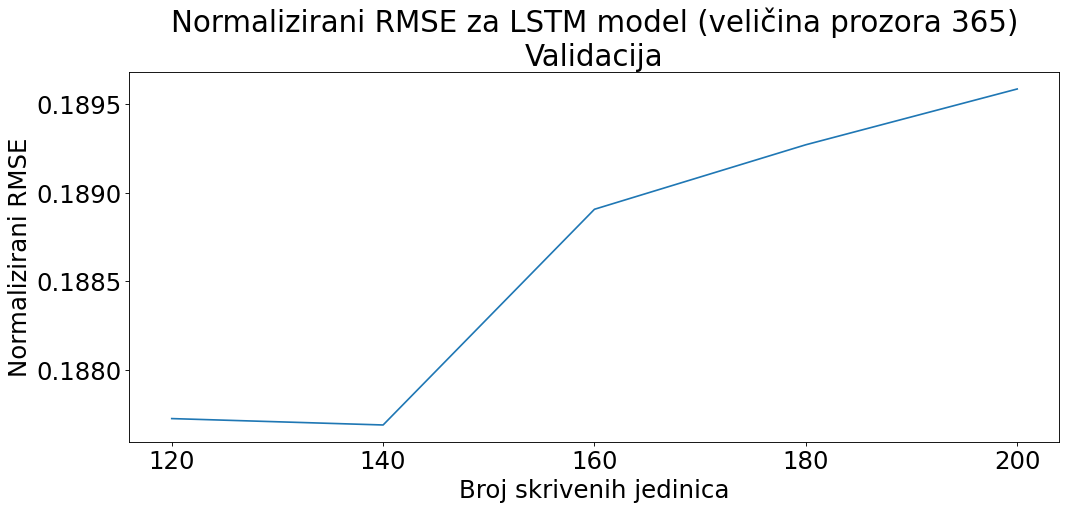 Normalizirani RMSE za LSTM model (veličina prozora 365)
Validacija
Normalizirani RMSE
0.1895
0.1890
0.1885
0.1880
120 140 160 180 200
Broj skrivenih jedinica